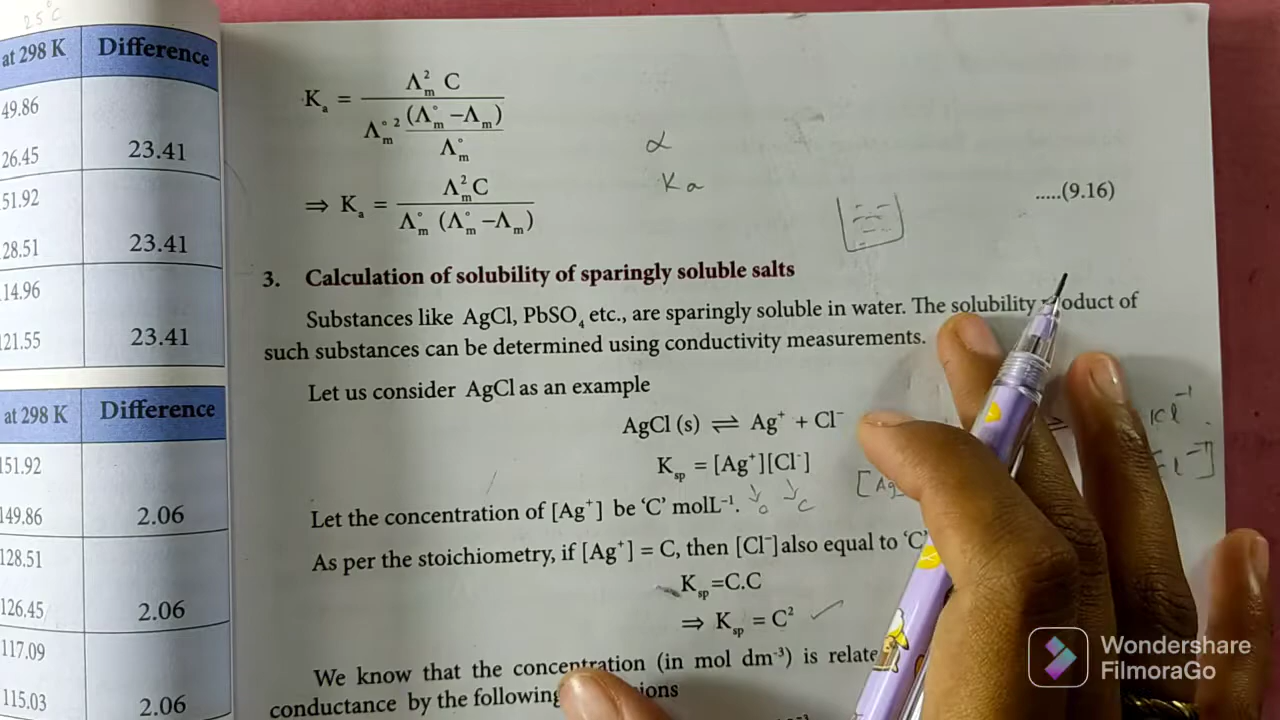 25°C
at 298 K Difference
49.86
26.45 23.41
51.92
28.51 23.41
14.96
121.55 23.41
at 298 K Difference
151.92
149.86 2.06
128.51
126.45 2.06
117.09
115.03 2.06
Kₐ = Λ²ₘ C / Λ°ₘ² (Λ°ₘ −Λₘ) / Λ°ₘ
α
Ka
⇒ Kₐ = Λ²ₘ C / Λ°ₘ (Λ°ₘ −Λₘ) .....(9.16)
3. Calculation of solubility of sparingly soluble salts
Substances like AgCl, PbSO₄ etc., are sparingly soluble in water. The solubility of
such substances can be determined using conductivity measurements.
Let us consider AgCl as an example
AgCl (s) ⇌ Ag⁺ + Cl⁻
Ksp = [Ag⁺][Cl⁻]
[Ag
Let the concentration of [Ag⁺] be ‘C’ molL⁻¹.
C
As per the stoichiometry, if [Ag⁺] = C, then [Cl⁻] also equal to ‘C’
Ksp =C.C
⇒ Ksp = C²
We know that the concentration (in mol dm⁻³) is
conductance by the following
Wondershare
FilmoraGo